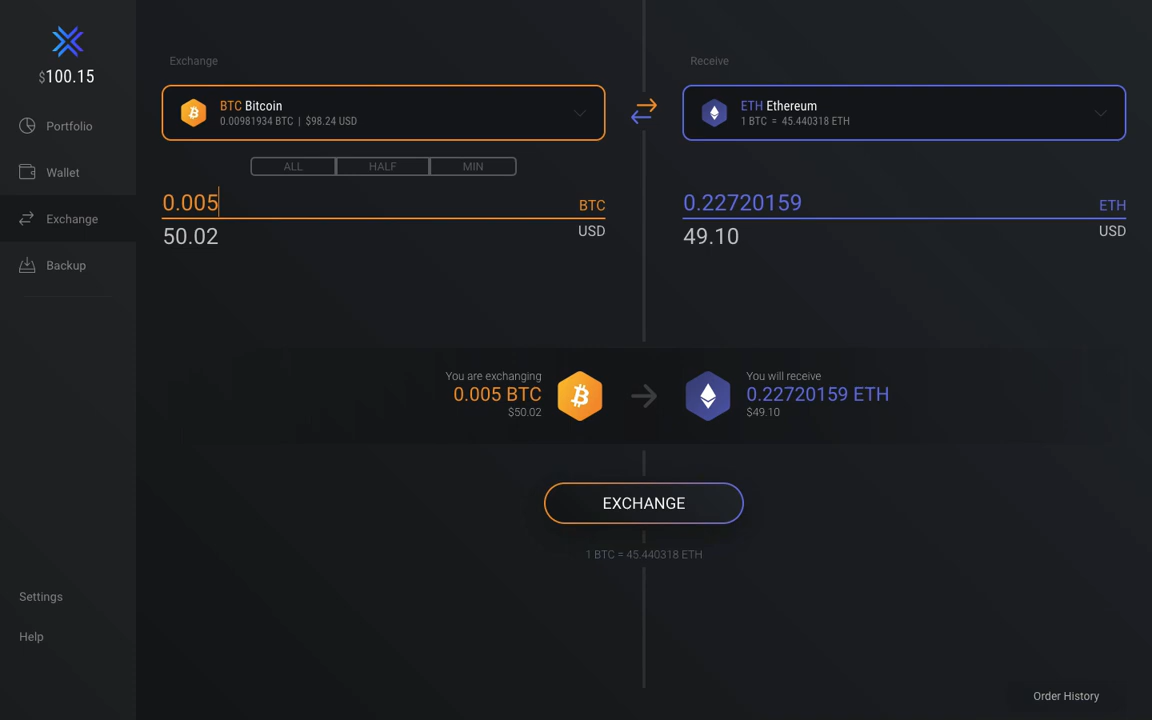 $100.15
Portfolio
Wallet
Exchange
Backup
Settings
Help
Exchange
BTC Bitcoin
0.00981934 BTC | $98.24 USD
ALL
HALF
MIN
0.005
BTC
50.02
USD
Receive
ETH Ethereum
1 BTC = 45.440318 ETH
0.22720159
ETH
49.10
USD
You are exchanging
0.005 BTC
$50.02
You will receive
0.22720159 ETH
$49.10
EXCHANGE
1 BTC = 45.440318 ETH
Order History